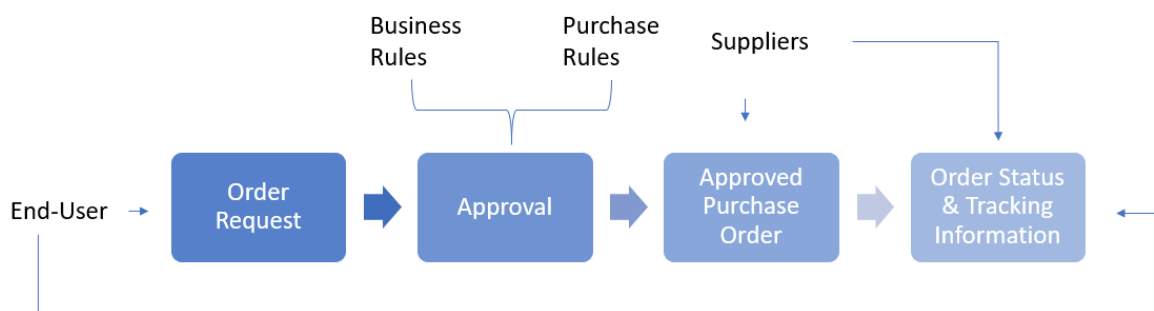 Business
Rules
Purchase
Rules
Suppliers
End-User
Order
Request
Approval
Approved
Purchase
Order
Order Status
& Tracking
Information